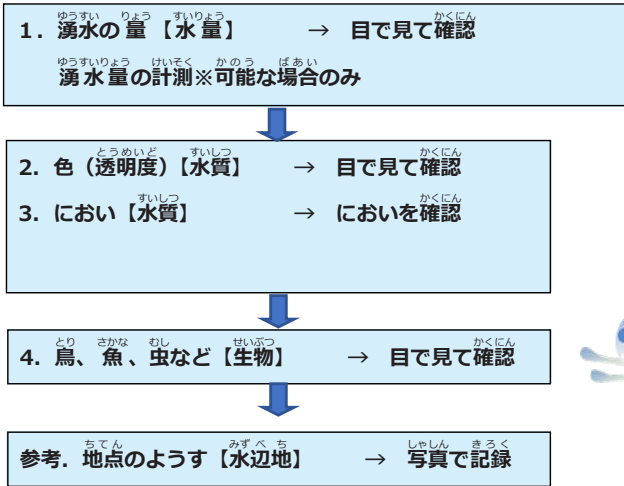 1．湧水の量【水量】 → 目で見て確認
湧水量の計測※可能な場合のみ
2．色（透明度）【水質】 → 目で見て確認
3．におい【水質】 → においを確認
4．鳥、魚、虫など【生物】 → 目で見て確認
参考．地点のようす【水辺地】 → 写真で記録